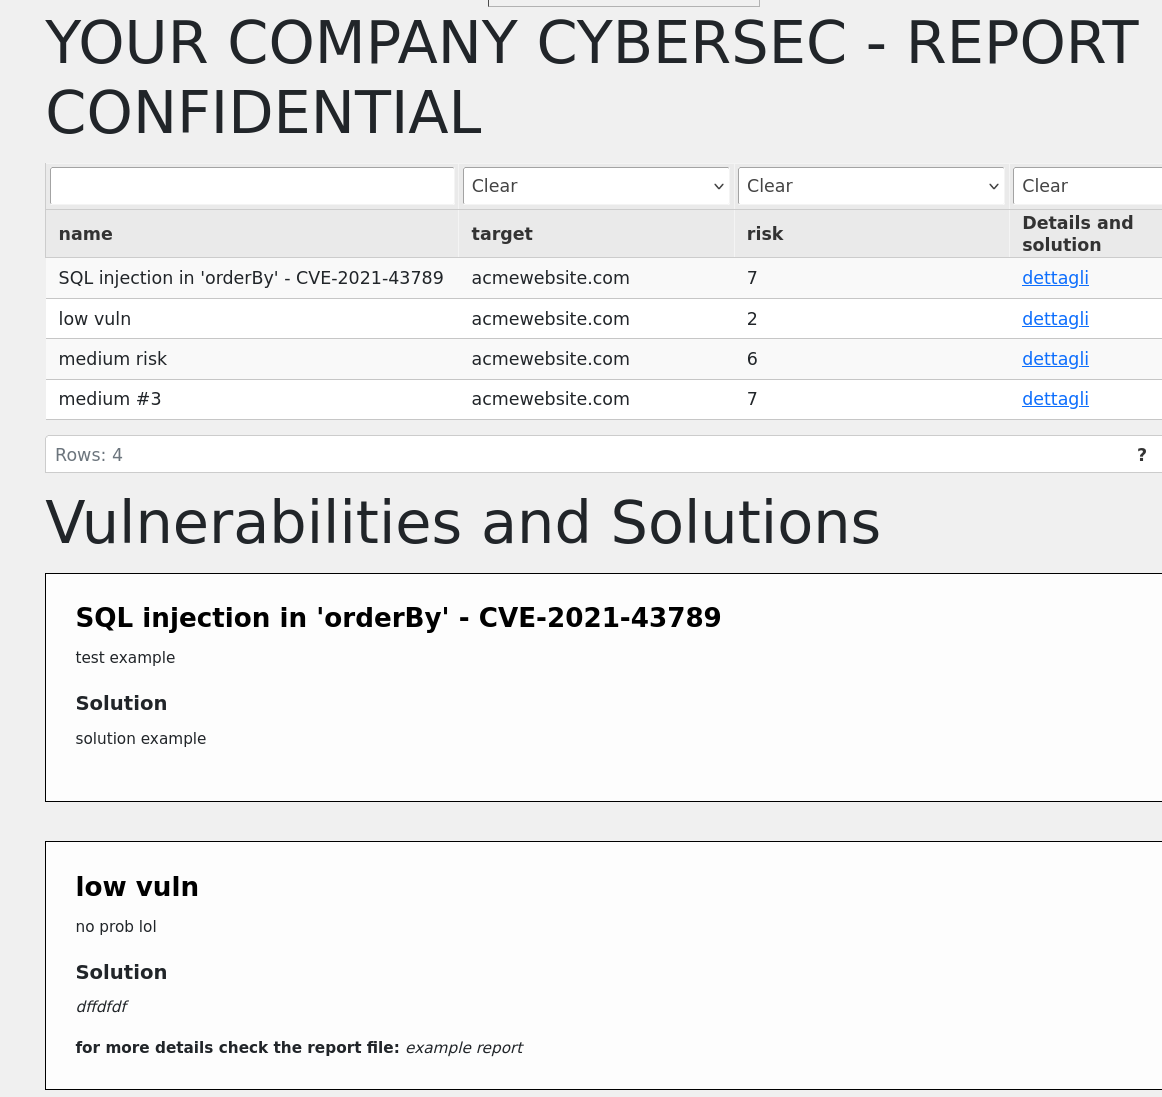 YOUR COMPANY CYBERSEC - REPORT
CONFIDENTIAL
Clear Clear Clear
name target risk Details and solution
SQL injection in 'orderBy' - CVE-2021-43789 acmewebsite.com 7 dettagli
low vuln acmewebsite.com 2 dettagli
medium risk acmewebsite.com 6 dettagli
medium #3 acmewebsite.com 7 dettagli
Rows: 4 ?
Vulnerabilities and Solutions
SQL injection in 'orderBy' - CVE-2021-43789
test example
Solution
solution example
low vuln
no prob lol
Solution
dffdfdf
for more details check the report file: example report